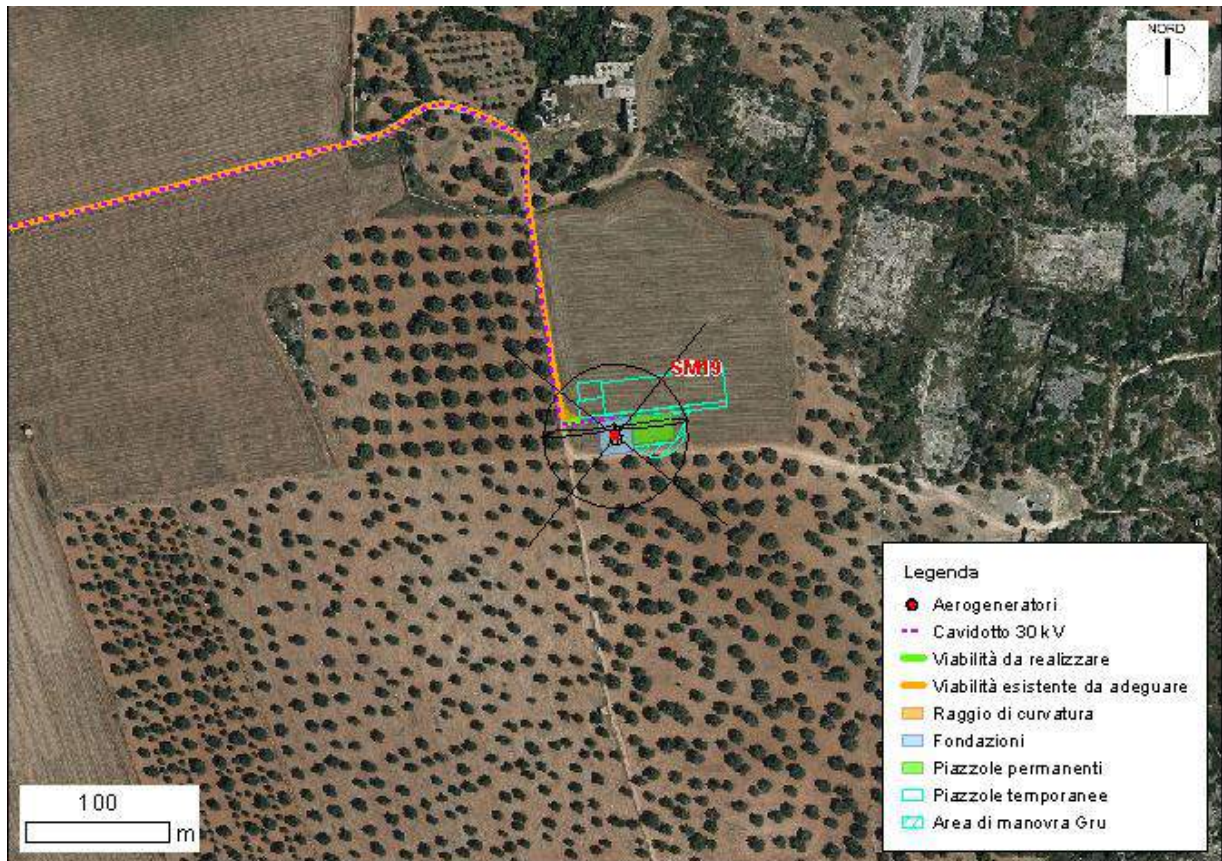 NORD
SM19
Legenda
Aerogeneratori
Cavidotto 30 kV
Viabilità da realizzare
Viabilità esistente da adeguare
Raggio di curvatura
Fondazioni
Piazzole permanenti
Piazzole temporanee
Area di manovra Gru
100
m